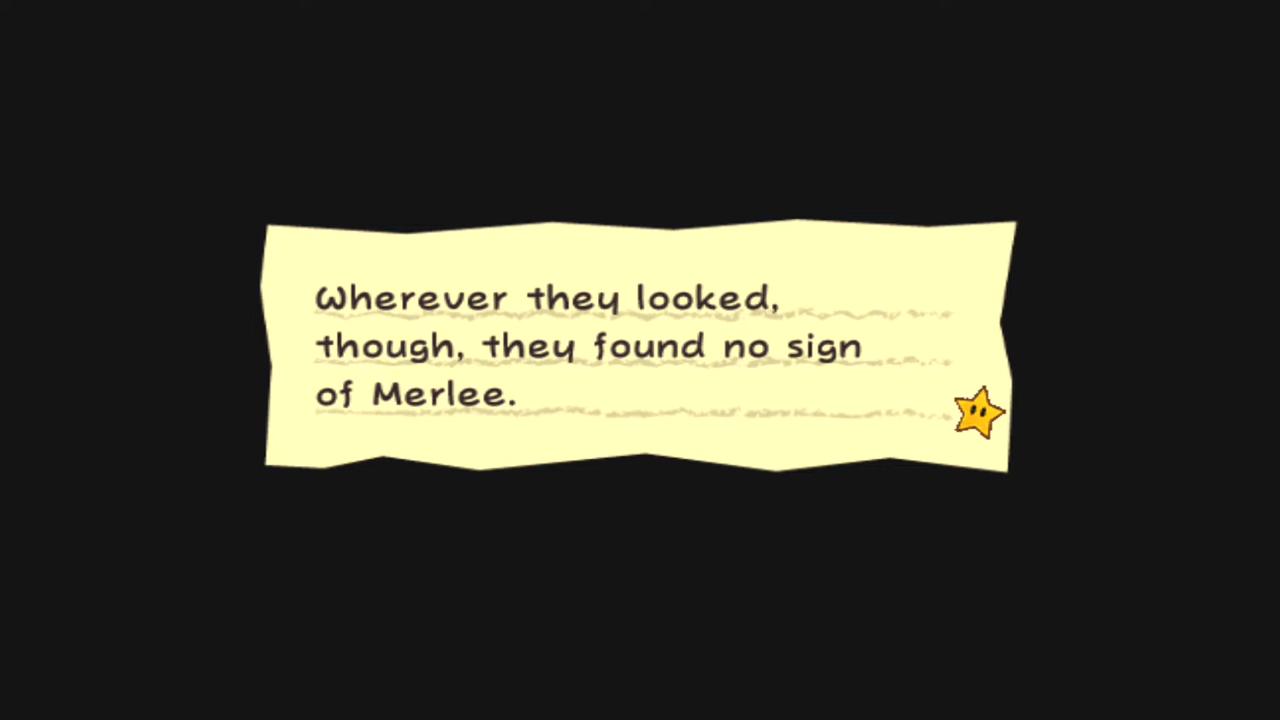 Wherever they looked,
though, they found no sign
of Merlee.